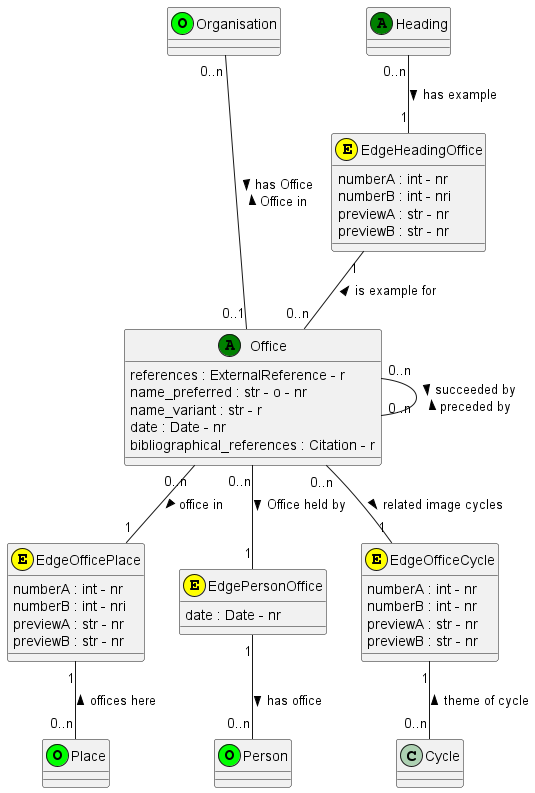 O Organisation
A Heading
0..n
0..n
has example
1
E EdgeHeadingOffice
numberA : int - nr
numberB : int - nri
previewA : str - nr
previewB : str - nr
has Office
Office in
1
is example for
0..1
0..n
A Office
references : ExternalReference - r
name_preferred : str - o - nr
name_variant : str - r
date : Date - nr
bibliographical_references : Citation - r
0..n
succeeded by
preceded by
0..n
0..n
0..n
0..n
office in
Office held by
related image cycles
1
1
1
E EdgeOfficePlace
numberA : int - nr
numberB : int - nri
previewA : str - nr
previewB : str - nr
E EdgePersonOffice
date : Date - nr
E EdgeOfficeCycle
numberA : int - nr
numberB : int - nr
previewA : str - nr
previewB : str - nr
1
1
1
offices here
has office
theme of cycle
0..n
0..n
0..n
O Place
O Person
C Cycle